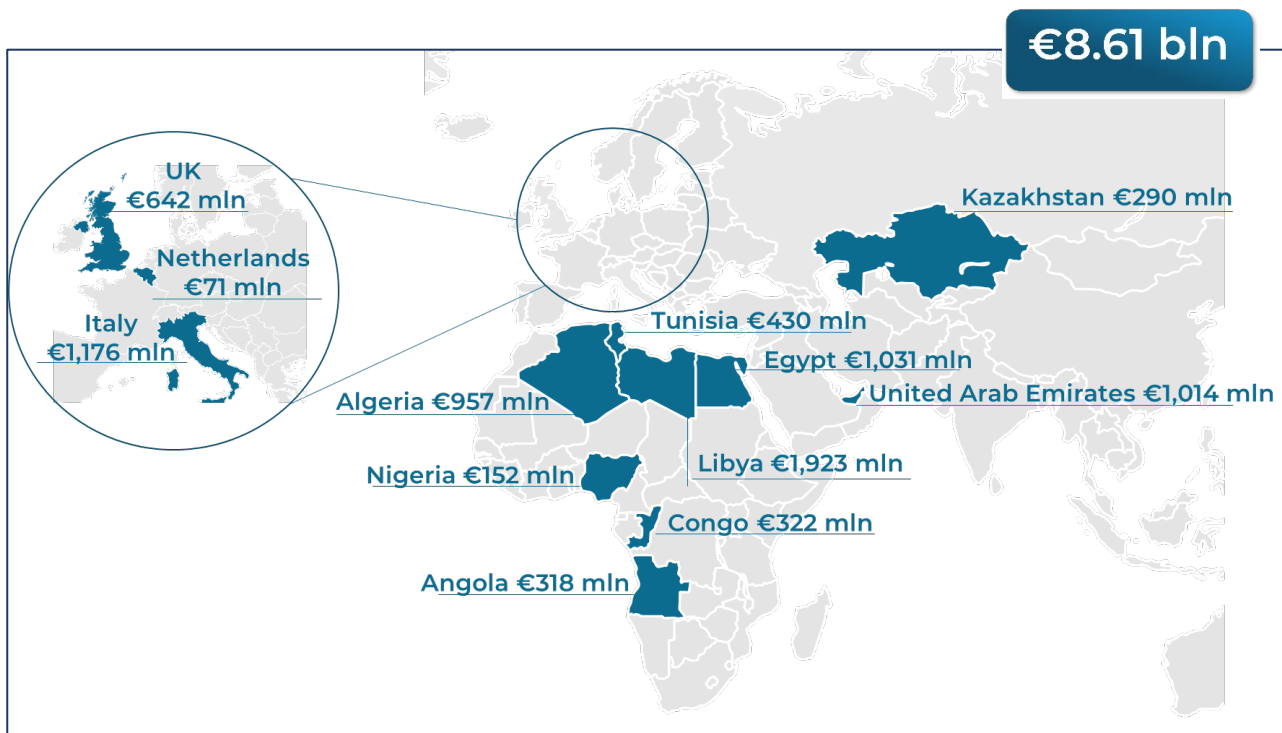 €8.61 bln
UK
€642 mln
Netherlands
€71 mln
Italy
€1,176 mln
Kazakhstan €290 mln
Tunisia €430 mln
Egypt €1,031 mln
United Arab Emirates €1,014 mln
Algeria €957 mln
Libya €1,923 mln
Nigeria €152 mln
Congo €322 mln
Angola €318 mln